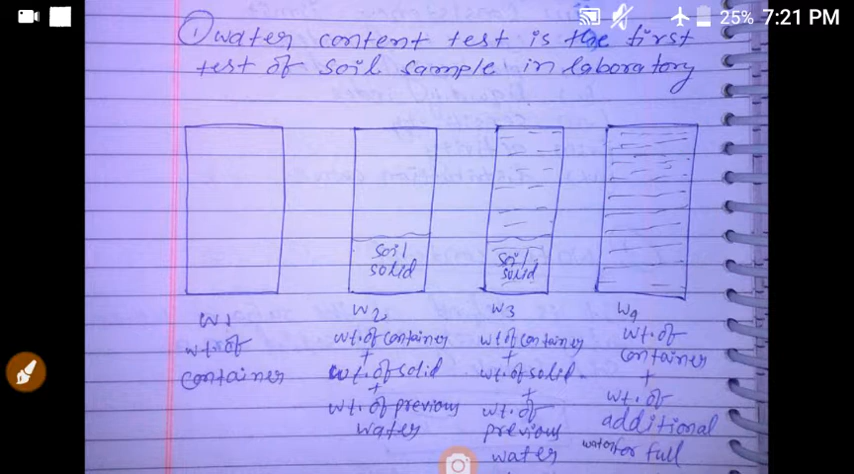 25% 7:21 PM
① water content test is the first
test of soil sample in laboratory
soil
solid
soil
solid
W1
wt. of
container
W2
wt. of container
+
wt. of solid
+
wt. of previous
water
W3
wt of container
+
wt. of solid.
+
wt. of
previous
water
W4
wt. of
container
+
wt. of
additional
water for full